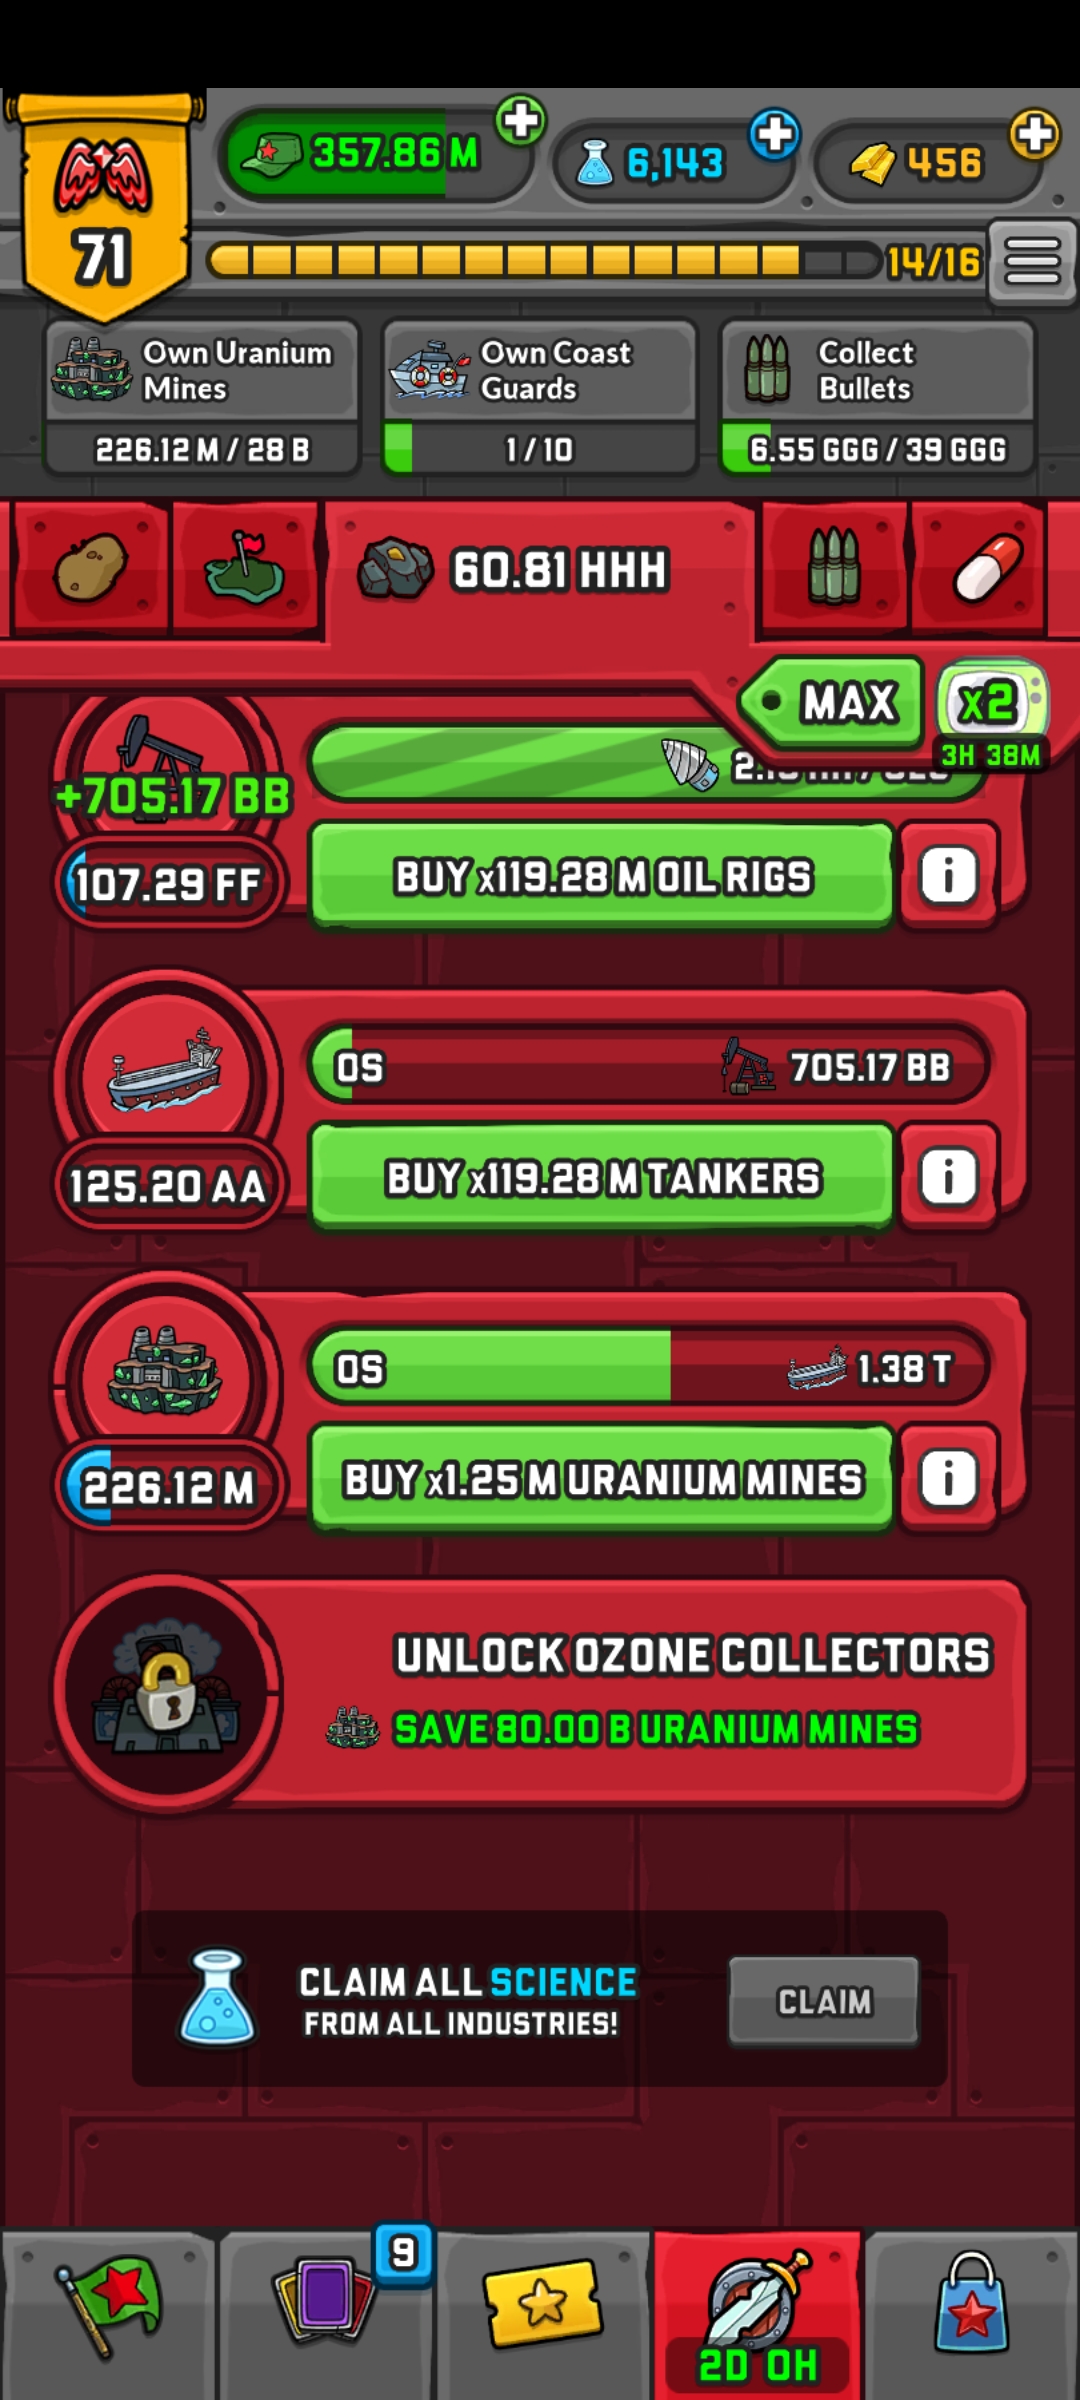 357.86 M
6,143
456
71
14/16
Own Uranium
Mines
226.12 M / 28 B
Own Coast
Guards
1 / 10
Collect
Bullets
6.55 GGG / 39 GGG
60.81 HHH
MAX
x2
3H 38M
+705.17 BB
107.29 FF
BUY x119.28 M OIL RIGS
i
0S
705.17 BB
125.20 AA
BUY x119.28 M TANKERS
i
0S
1.38 T
226.12 M
BUY x1.25 M URANIUM MINES
i
UNLOCK OZONE COLLECTORS
SAVE 80.00 B URANIUM MINES
CLAIM ALL SCIENCE
FROM ALL INDUSTRIES!
CLAIM
9
2D 0H